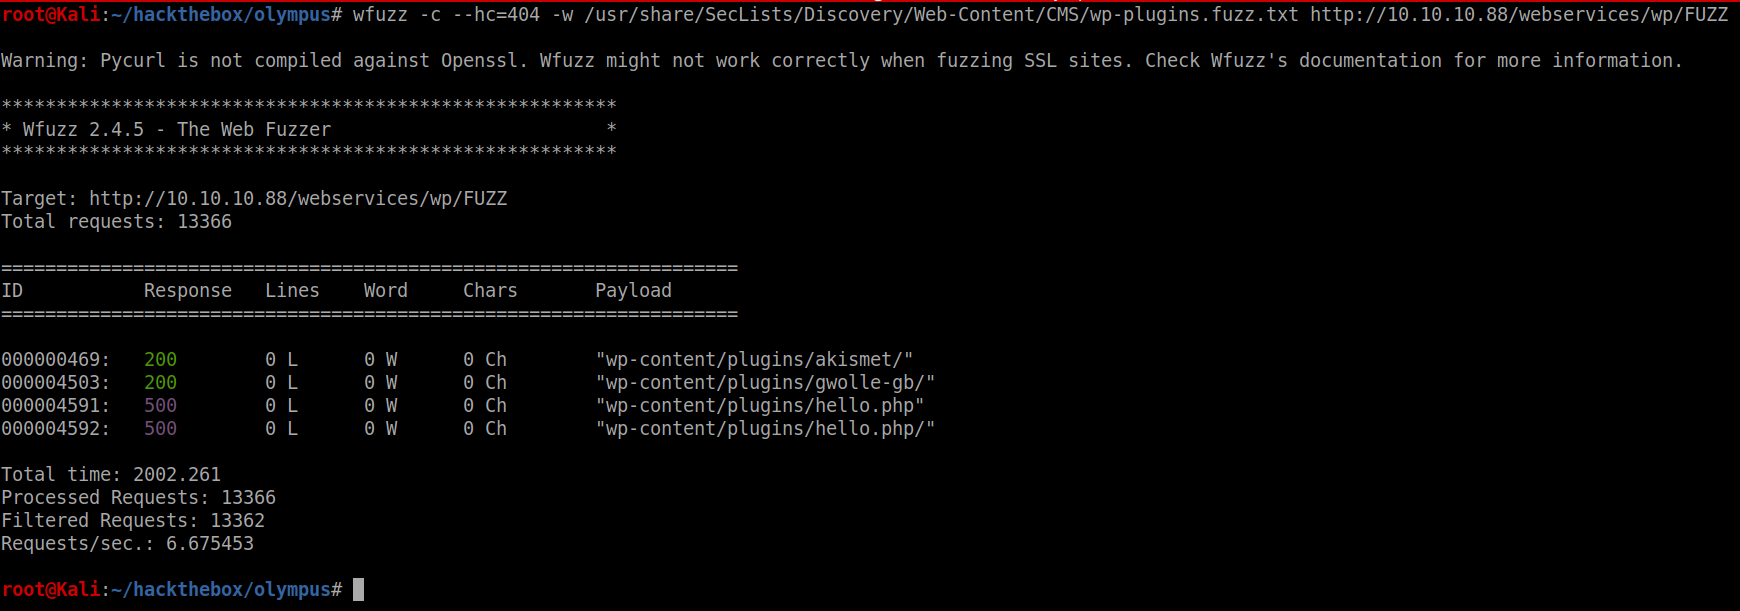 root@Kali:~/hackthebox/olympus# wfuzz -c --hc=404 -w /usr/share/SecLists/Discovery/Web-Content/CMS/wp-plugins.fuzz.txt http://10.10.10.88/webservices/wp/FUZZ
Warning: Pycurl is not compiled against Openssl. Wfuzz might not work correctly when fuzzing SSL sites. Check Wfuzz's documentation for more information.
********************************************************
* Wfuzz 2.4.5 - The Web Fuzzer                         *
********************************************************
Target: http://10.10.10.88/webservices/wp/FUZZ
Total requests: 13366
===================================================================
ID           Response   Lines    Word     Chars       Payload
===================================================================
000000469:   200        0 L    0 W      0 Ch        "wp-content/plugins/akismet/"
000004503:   200        0 L    0 W      0 Ch        "wp-content/plugins/gwolle-gb/"
000004591:   500        0 L    0 W      0 Ch        "wp-content/plugins/hello.php"
000004592:   500        0 L    0 W      0 Ch        "wp-content/plugins/hello.php/"
Total time: 2002.261
Processed Requests: 13366
Filtered Requests: 13362
Requests/sec.: 6.675453
root@Kali:~/hackthebox/olympus#